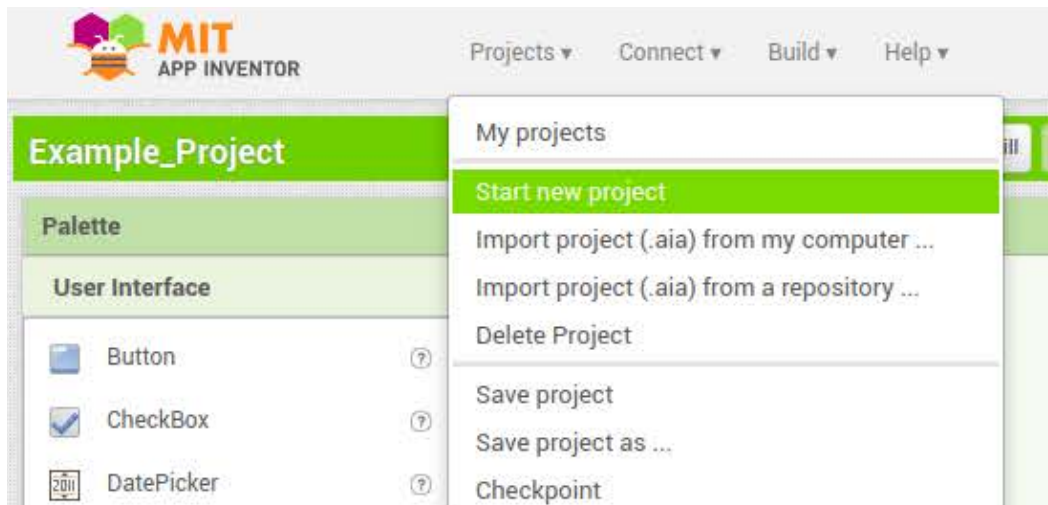 MIT
APP INVENTOR
Projects ▾ Connect ▾ Build ▾ Help ▾
Example_Project
My projects
Start new project
Import project (.aia) from my computer ...
Import project (.aia) from a repository ...
Delete Project
Save project
Save project as ...
Checkpoint
ill
Palette
User Interface
Button ?
CheckBox ?
2011 DatePicker ?